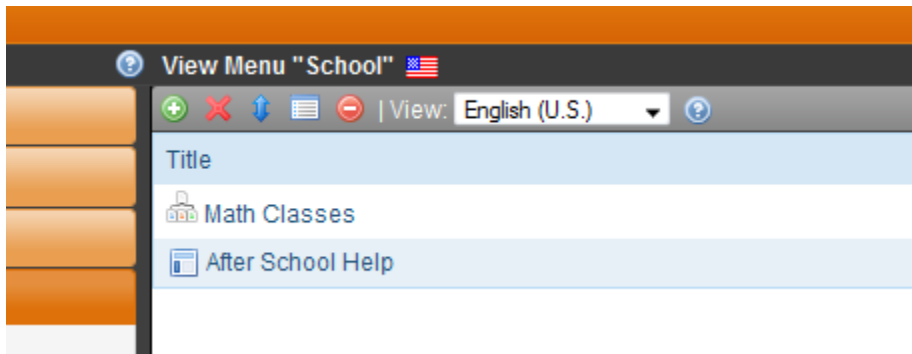 View Menu "School"
| View: English (U.S.)
Title
Math Classes
After School Help